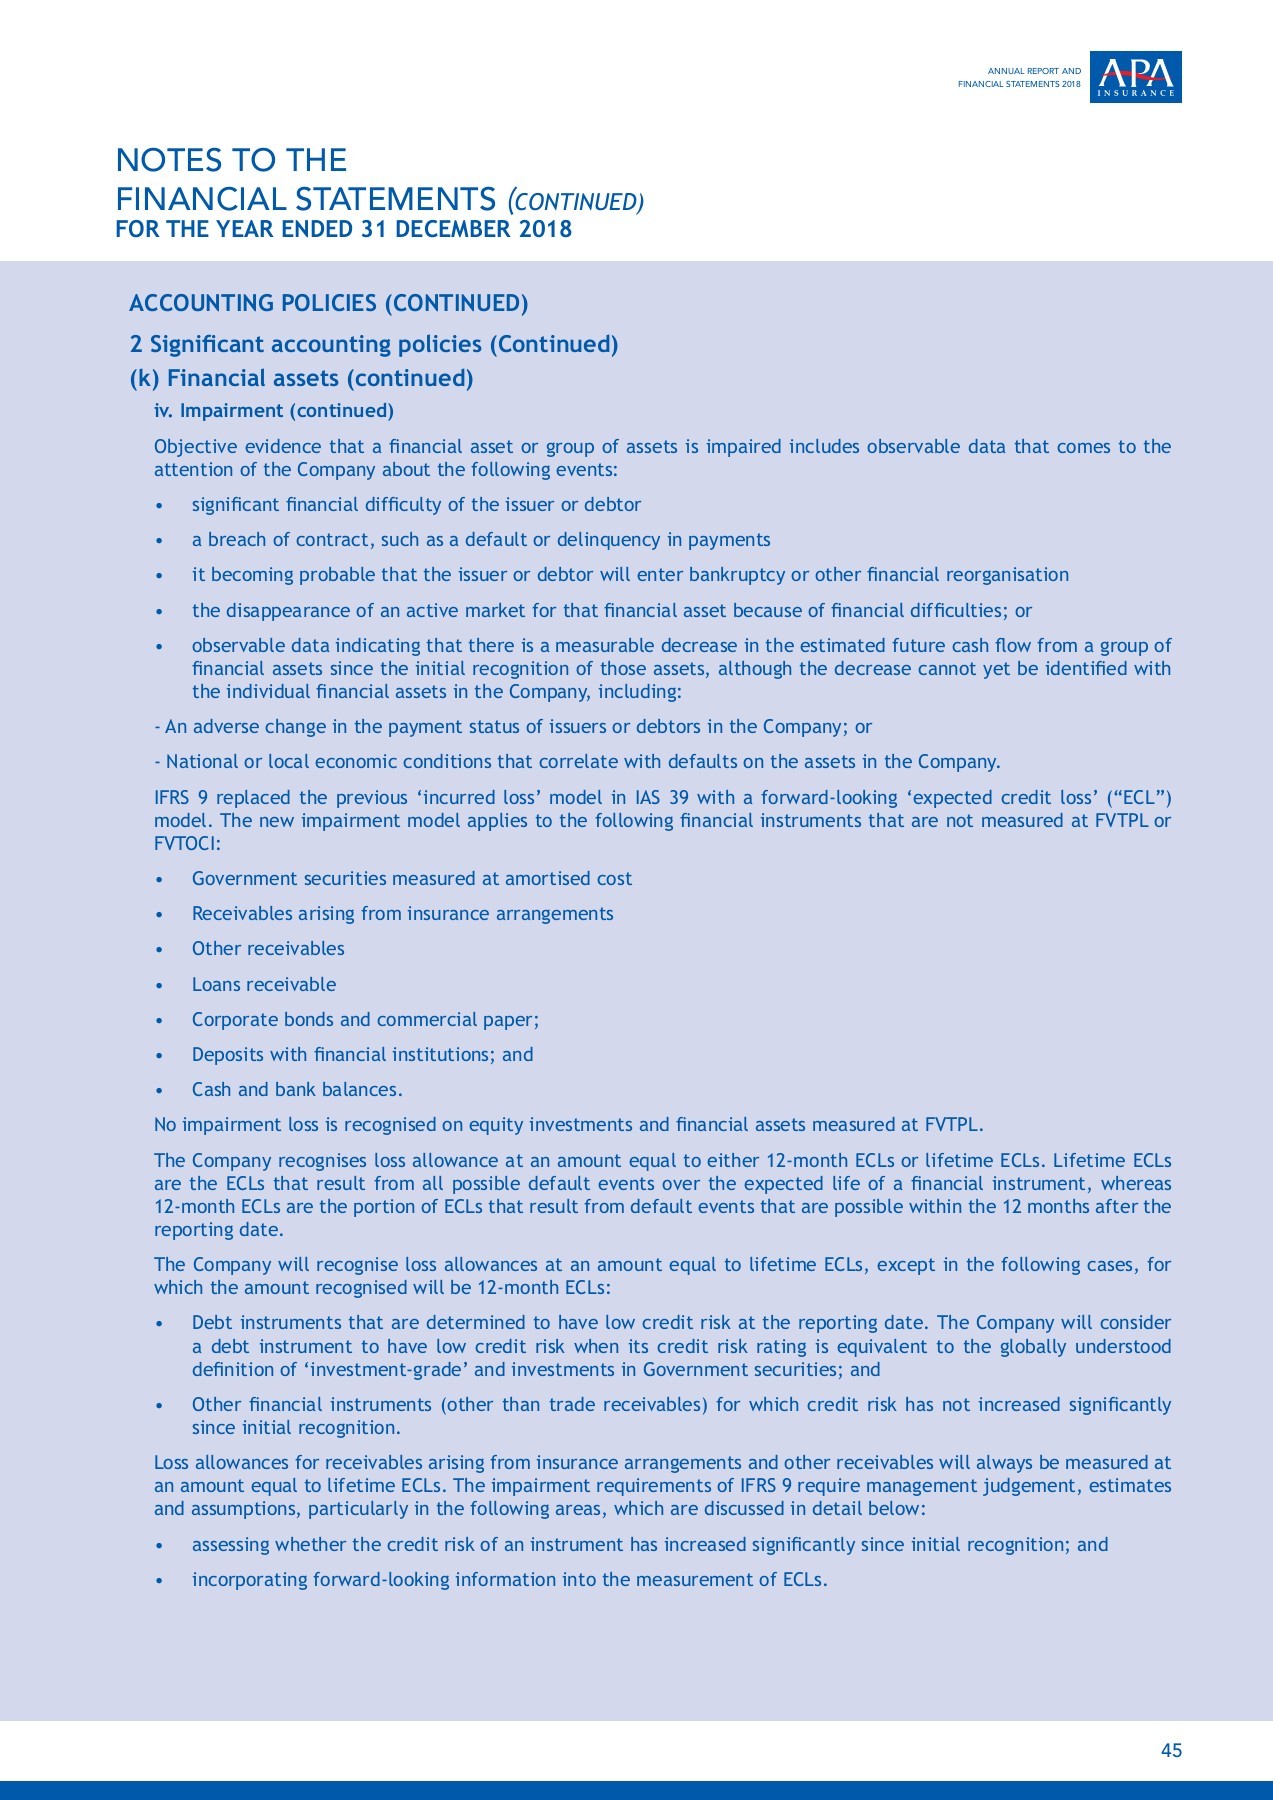 ANNUAL REPORT AND
FINANCIAL STATEMENTS 2018
APA
INSURANCE
NOTES TO THE
FINANCIAL STATEMENTS (CONTINUED)
FOR THE YEAR ENDED 31 DECEMBER 2018
ACCOUNTING POLICIES (CONTINUED)
2 Significant accounting policies (Continued)
(k) Financial assets (continued)
iv. Impairment (continued)
Objective evidence that a financial asset or group of assets is impaired includes observable data that comes to the
attention of the Company about the following events:
• significant financial difficulty of the issuer or debtor
• a breach of contract, such as a default or delinquency in payments
• it becoming probable that the issuer or debtor will enter bankruptcy or other financial reorganisation
• the disappearance of an active market for that financial asset because of financial difficulties; or
• observable data indicating that there is a measurable decrease in the estimated future cash flow from a group of
financial assets since the initial recognition of those assets, although the decrease cannot yet be identified with
the individual financial assets in the Company, including:
- An adverse change in the payment status of issuers or debtors in the Company; or
- National or local economic conditions that correlate with defaults on the assets in the Company.
IFRS 9 replaced the previous ‘incurred loss’ model in IAS 39 with a forward-looking ‘expected credit loss’ (“ECL”)
model. The new impairment model applies to the following financial instruments that are not measured at FVTPL or
FVTOCI:
• Government securities measured at amortised cost
• Receivables arising from insurance arrangements
• Other receivables
• Loans receivable
• Corporate bonds and commercial paper;
• Deposits with financial institutions; and
• Cash and bank balances.
No impairment loss is recognised on equity investments and financial assets measured at FVTPL.
The Company recognises loss allowance at an amount equal to either 12-month ECLs or lifetime ECLs. Lifetime ECLs
are the ECLs that result from all possible default events over the expected life of a financial instrument, whereas
12-month ECLs are the portion of ECLs that result from default events that are possible within the 12 months after the
reporting date.
The Company will recognise loss allowances at an amount equal to lifetime ECLs, except in the following cases, for
which the amount recognised will be 12-month ECLs:
• Debt instruments that are determined to have low credit risk at the reporting date. The Company will consider
a debt instrument to have low credit risk when its credit risk rating is equivalent to the globally understood
definition of ‘investment-grade’ and investments in Government securities; and
• Other financial instruments (other than trade receivables) for which credit risk has not increased significantly
since initial recognition.
Loss allowances for receivables arising from insurance arrangements and other receivables will always be measured at
an amount equal to lifetime ECLs. The impairment requirements of IFRS 9 require management judgement, estimates
and assumptions, particularly in the following areas, which are discussed in detail below:
• assessing whether the credit risk of an instrument has increased significantly since initial recognition; and
• incorporating forward-looking information into the measurement of ECLs.
45